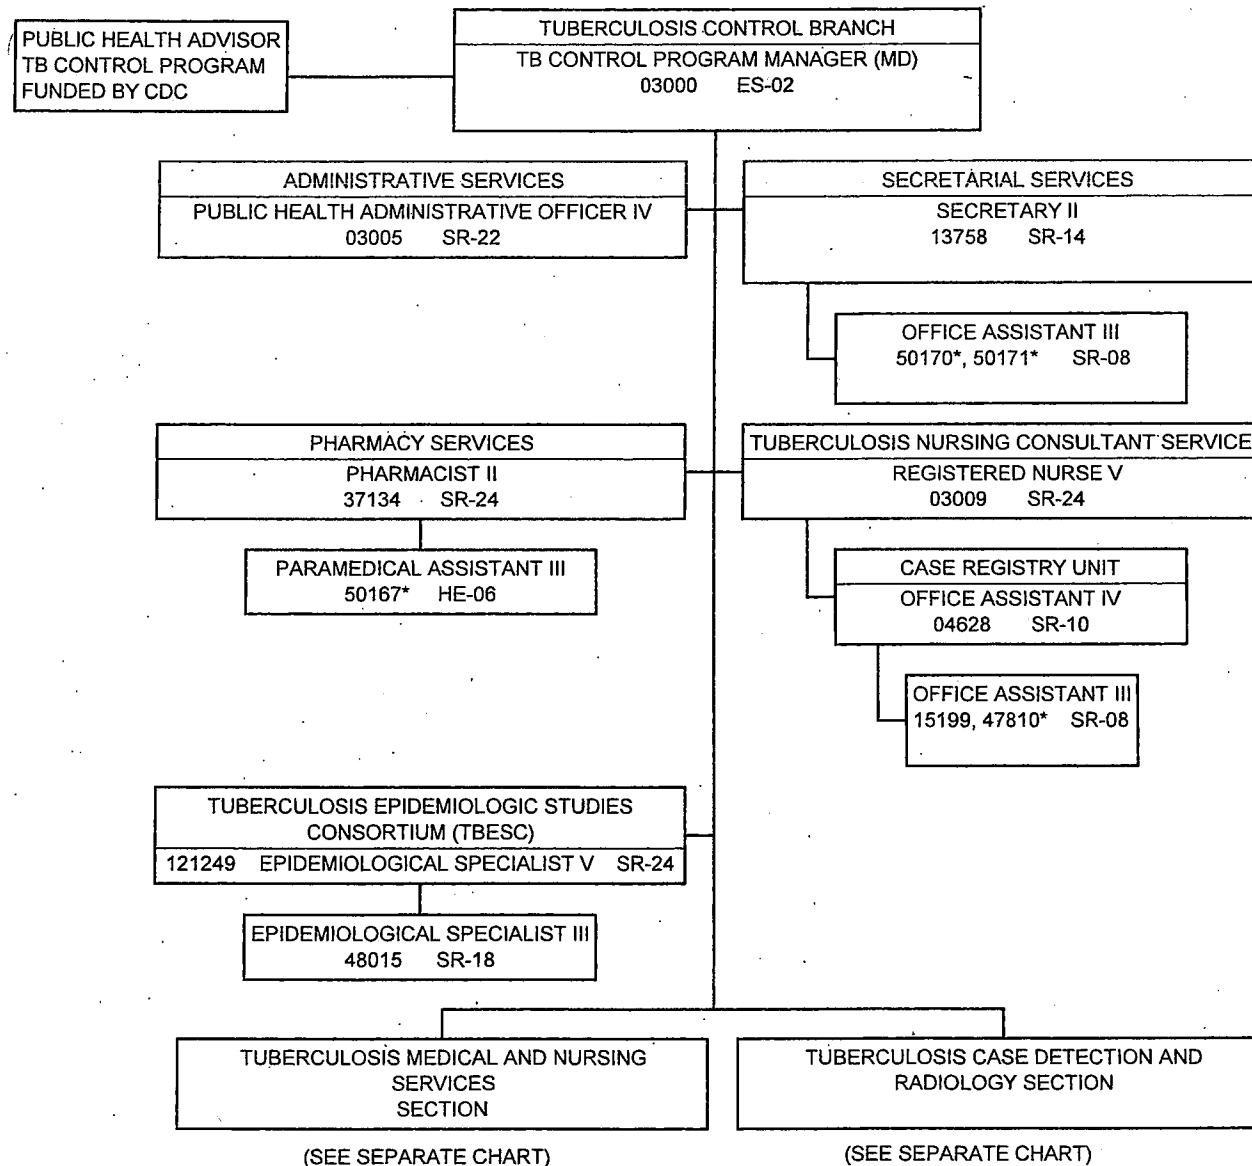 PUBLIC HEALTH ADVISOR
TB CONTROL PROGRAM
FUNDED BY CDC
TUBERCULOSIS CONTROL BRANCH
TB CONTROL PROGRAM MANAGER (MD)
03000 ES-02
ADMINISTRATIVE SERVICES
PUBLIC HEALTH ADMINISTRATIVE OFFICER IV
03005 SR-22
SECRETARIAL SERVICES
SECRETARY II
13758 SR-14
OFFICE ASSISTANT III
50170*, 50171* SR-08
PHARMACY SERVICES
PHARMACIST II
37134 SR-24
PARAMEDICAL ASSISTANT III
50167* HE-06
TUBERCULOSIS NURSING CONSULTANT SERVICE
REGISTERED NURSE V
03009 SR-24
CASE REGISTRY UNIT
OFFICE ASSISTANT IV
04628 SR-10
OFFICE ASSISTANT III
15199, 47810* SR-08
TUBERCULOSIS EPIDEMIOLOGIC STUDIES
CONSORTIUM (TBESC)
121249 EPIDEMIOLOGICAL SPECIALIST V SR-24
EPIDEMIOLOGICAL SPECIALIST III
48015 SR-18
TUBERCULOSIS MEDICAL AND NURSING
SERVICES
SECTION
(SEE SEPARATE CHART)
TUBERCULOSIS CASE DETECTION AND
RADIOLOGY SECTION
(SEE SEPARATE CHART)